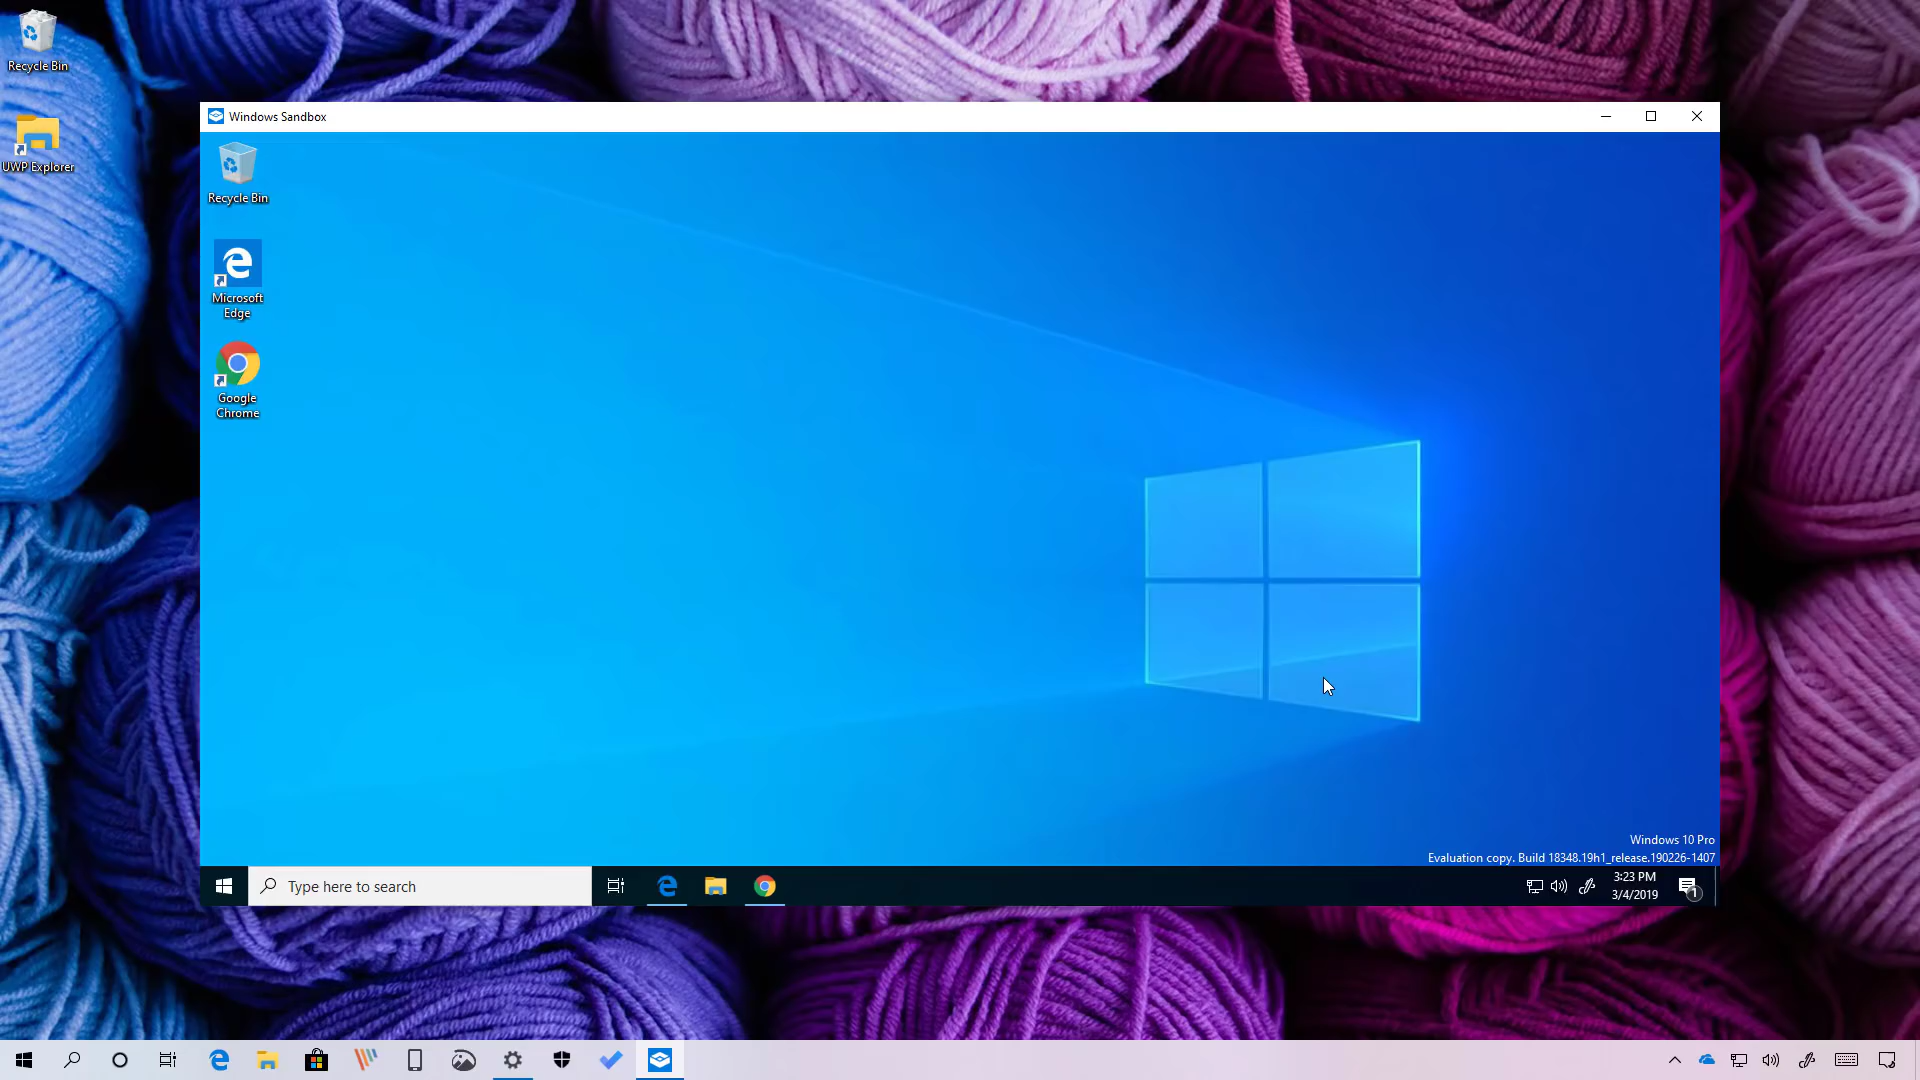 Recycle Bin
UWP Explorer
Windows Sandbox
Recycle Bin
Microsoft
Edge
Google
Chrome
Windows 10 Pro
Evaluation copy. Build 18348.19h1_release.190226-1407
Type here to search
3:23 PM
3/4/2019
1